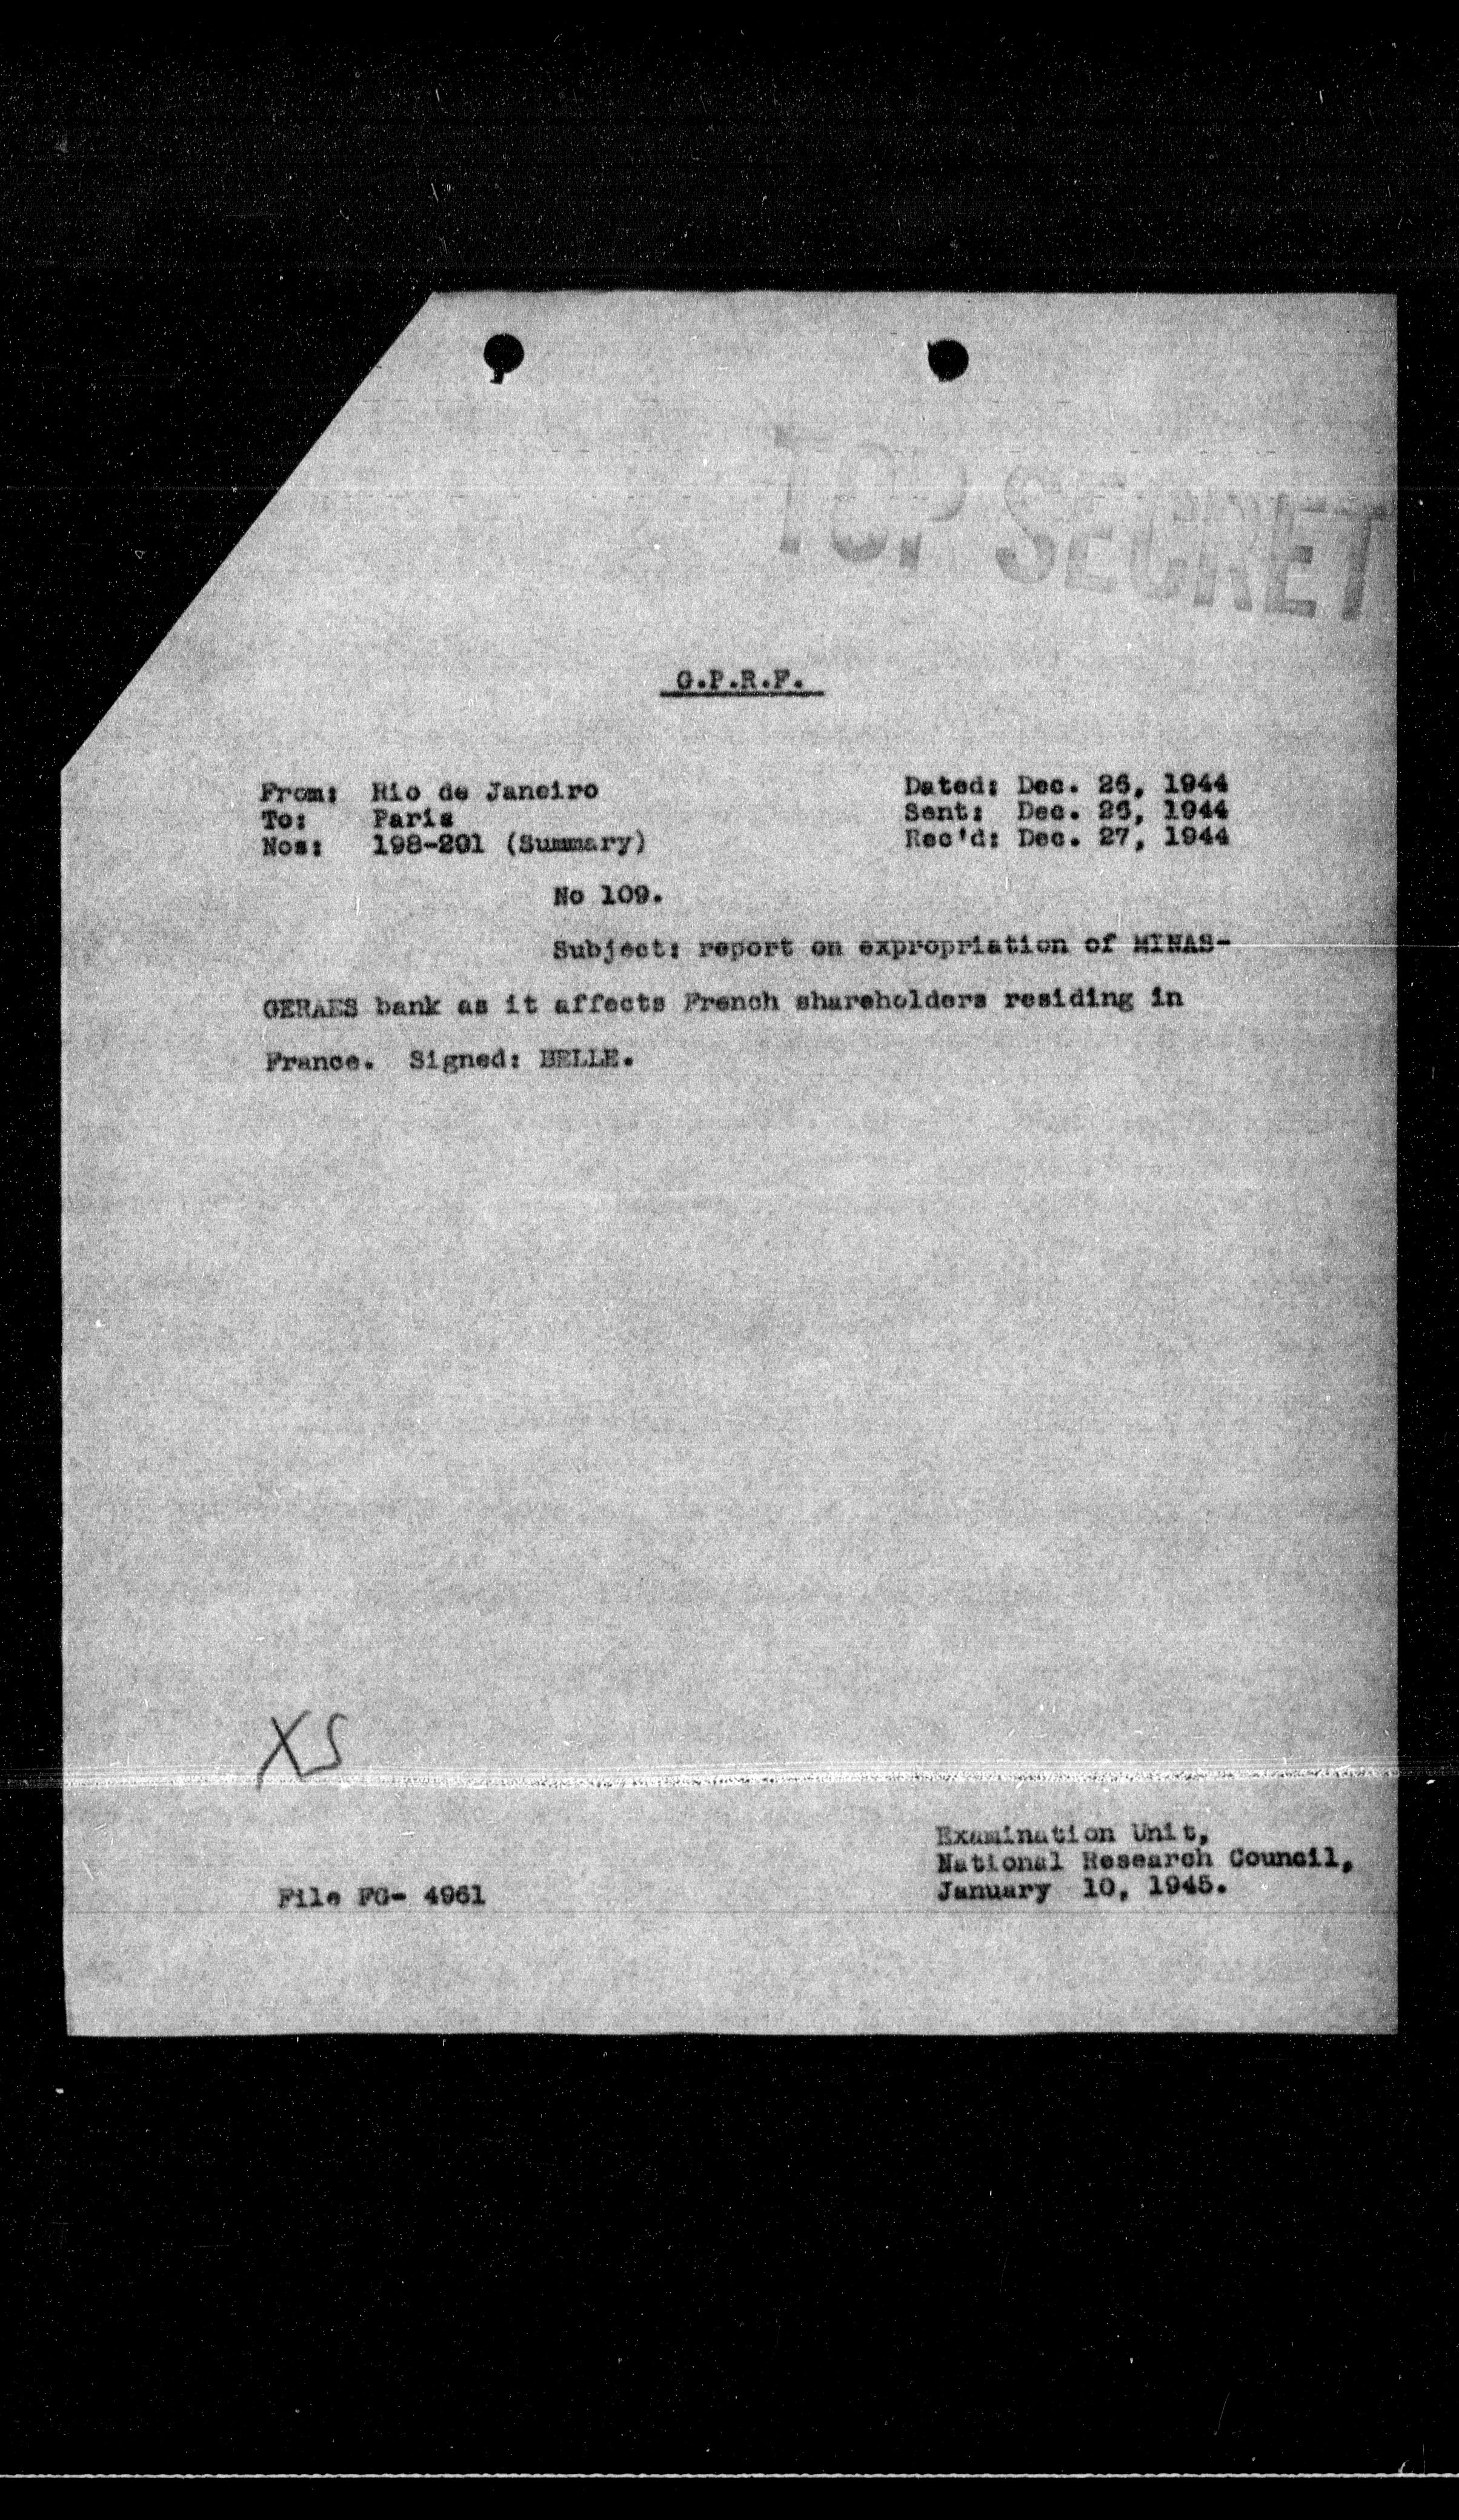 TOP SECRET
G.P.R.F.
From: Rio de Janeiro
To: Paris
Nos: 198-201 (Summary)
Dated: Dec. 26, 1944
Sent: Dec. 26, 1944
Rec'd: Dec. 27, 1944
No 109.
Subject: report on expropriation of MINAS-
GERAES bank as it affects French shareholders residing in
France. Signed: BELLE.
XS
Examination Unit,
National Research Council,
January 10, 1945.
File FG- 4961